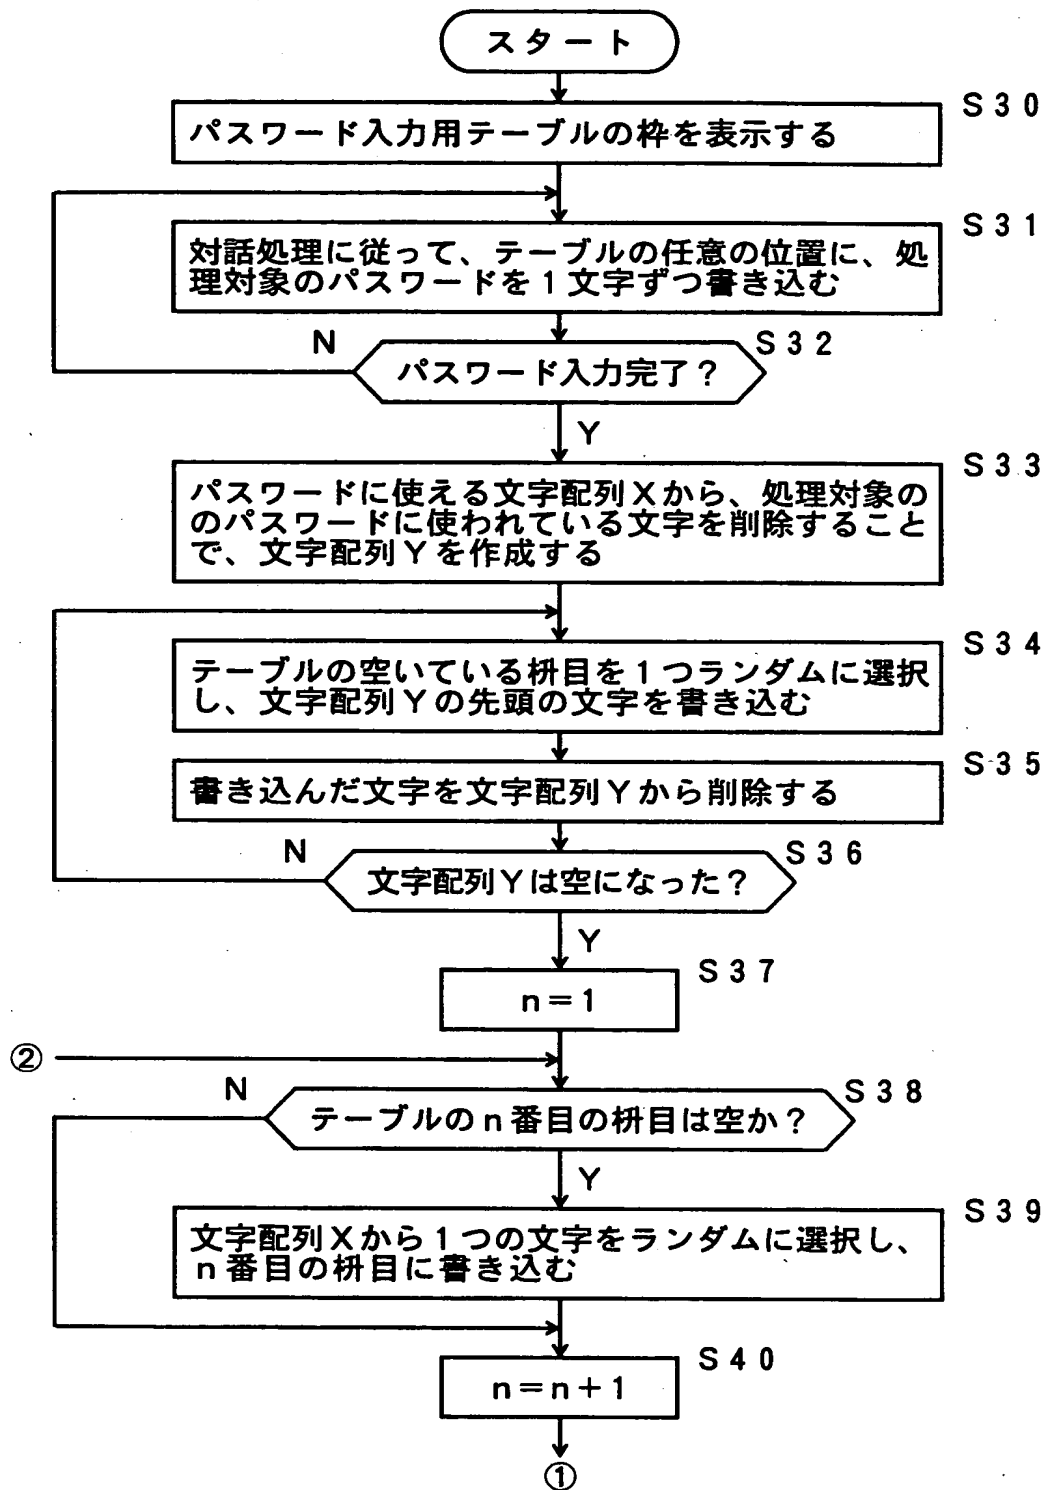 スタート
S30
パスワード入力用テーブルの枠を表示する
S31
対話処理に従って、テーブルの任意の位置に、処
理対象のパスワードを1文字ずつ書き込む
N
S32
パスワード入力完了?
Y
S33
パスワードに使える文字配列Xから、処理対象の
のパスワードに使われている文字を削除すること
で、文字配列Yを作成する
S34
テーブルの空いている枡目を1つランダムに選択
し、文字配列Yの先頭の文字を書き込む
S35
書き込んだ文字を文字配列Yから削除する
N
S36
文字配列Yは空になった?
Y
S37
n=1
②
N
S38
テーブルのn番目の枡目は空か?
Y
S39
文字配列Xから1つの文字をランダムに選択し、
n番目の枡目に書き込む
S40
n=n+1
①